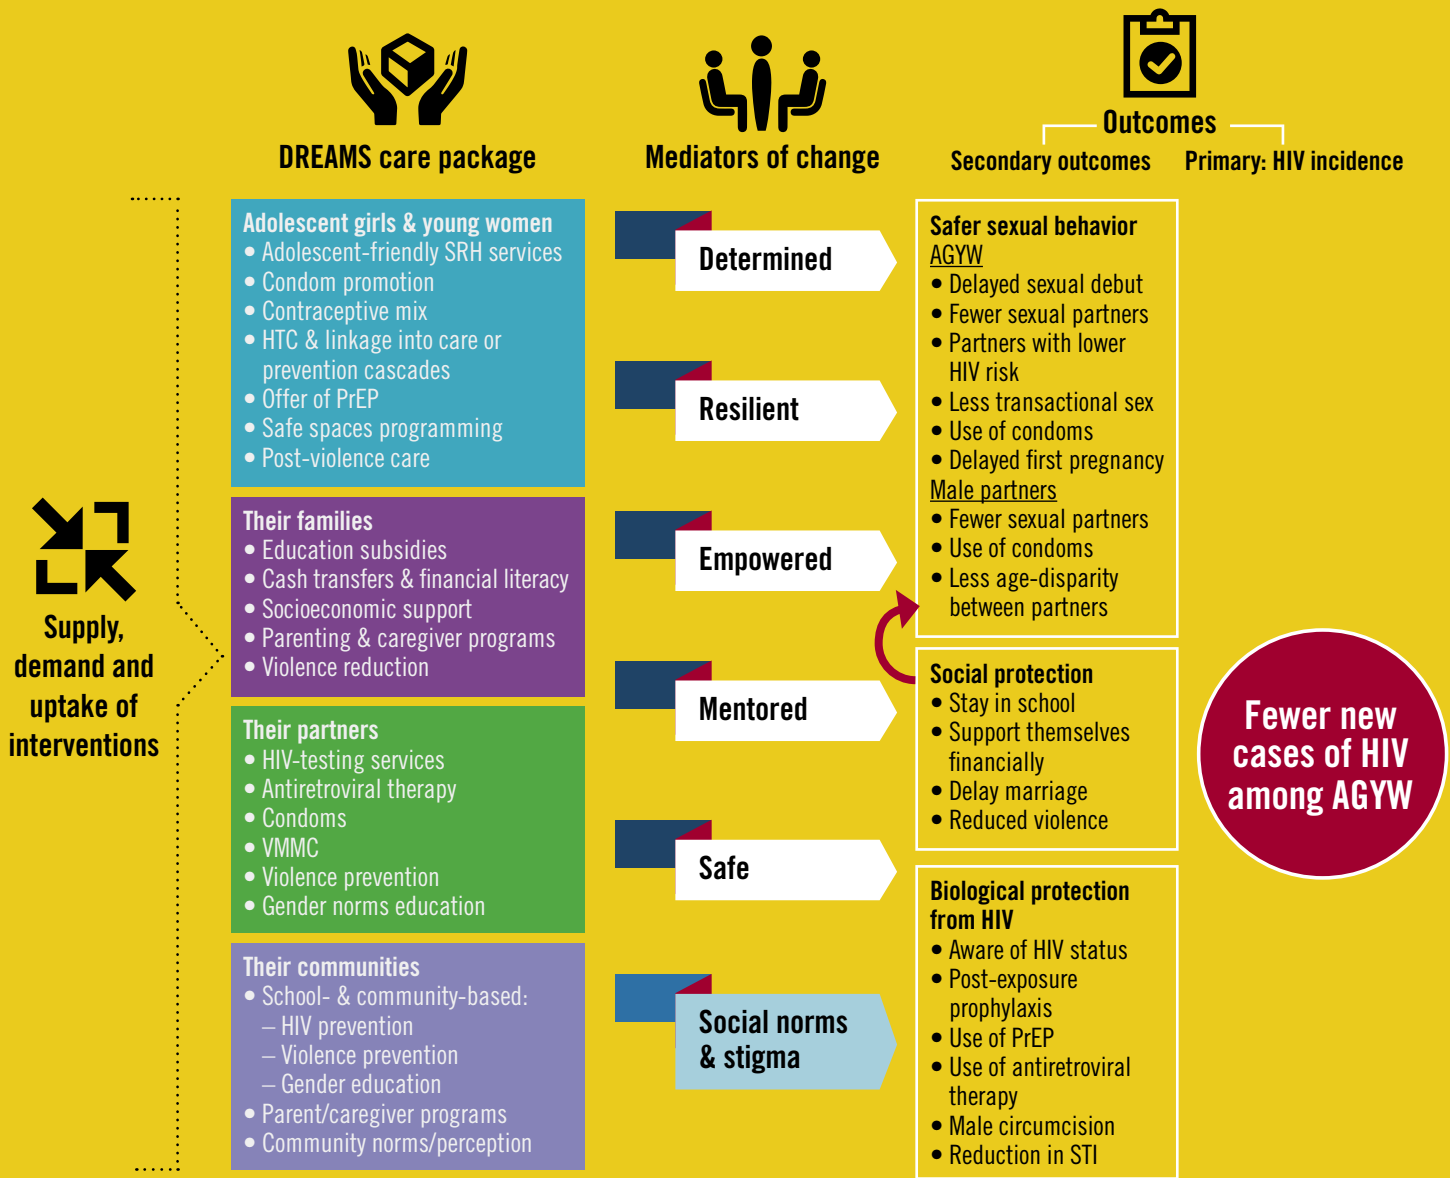 DREAMS care package
Mediators of change
Outcomes
Secondary outcomes
Primary: HIV incidence
Supply,
demand and
uptake of
interventions
Adolescent girls & young women
• Adolescent-friendly SRH services
• Condom promotion
• Contraceptive mix
• HTC & linkage into care or
prevention cascades
• Offer of PrEP
• Safe spaces programming
• Post-violence care
Their families
• Education subsidies
• Cash transfers & financial literacy
• Socioeconomic support
• Parenting & caregiver programs
• Violence reduction
Their partners
• HIV-testing services
• Antiretroviral therapy
• Condoms
• VMMC
• Violence prevention
• Gender norms education
Their communities
• School- & community-based:
– HIV prevention
– Violence prevention
– Gender education
• Parent/caregiver programs
• Community norms/perception
Determined
Resilient
Empowered
Mentored
Safe
Social norms
& stigma
Safer sexual behavior
AGYW
• Delayed sexual debut
• Fewer sexual partners
• Partners with lower
HIV risk
• Less transactional sex
• Use of condoms
• Delayed first pregnancy
Male partners
• Fewer sexual partners
• Use of condoms
• Less age-disparity
between partners
Social protection
• Stay in school
• Support themselves
financially
• Delay marriage
• Reduced violence
Biological protection
from HIV
• Aware of HIV status
• Post-exposure
prophylaxis
• Use of PrEP
• Use of antiretroviral
therapy
• Male circumcision
• Reduction in STI
Fewer new
cases of HIV
among AGYW